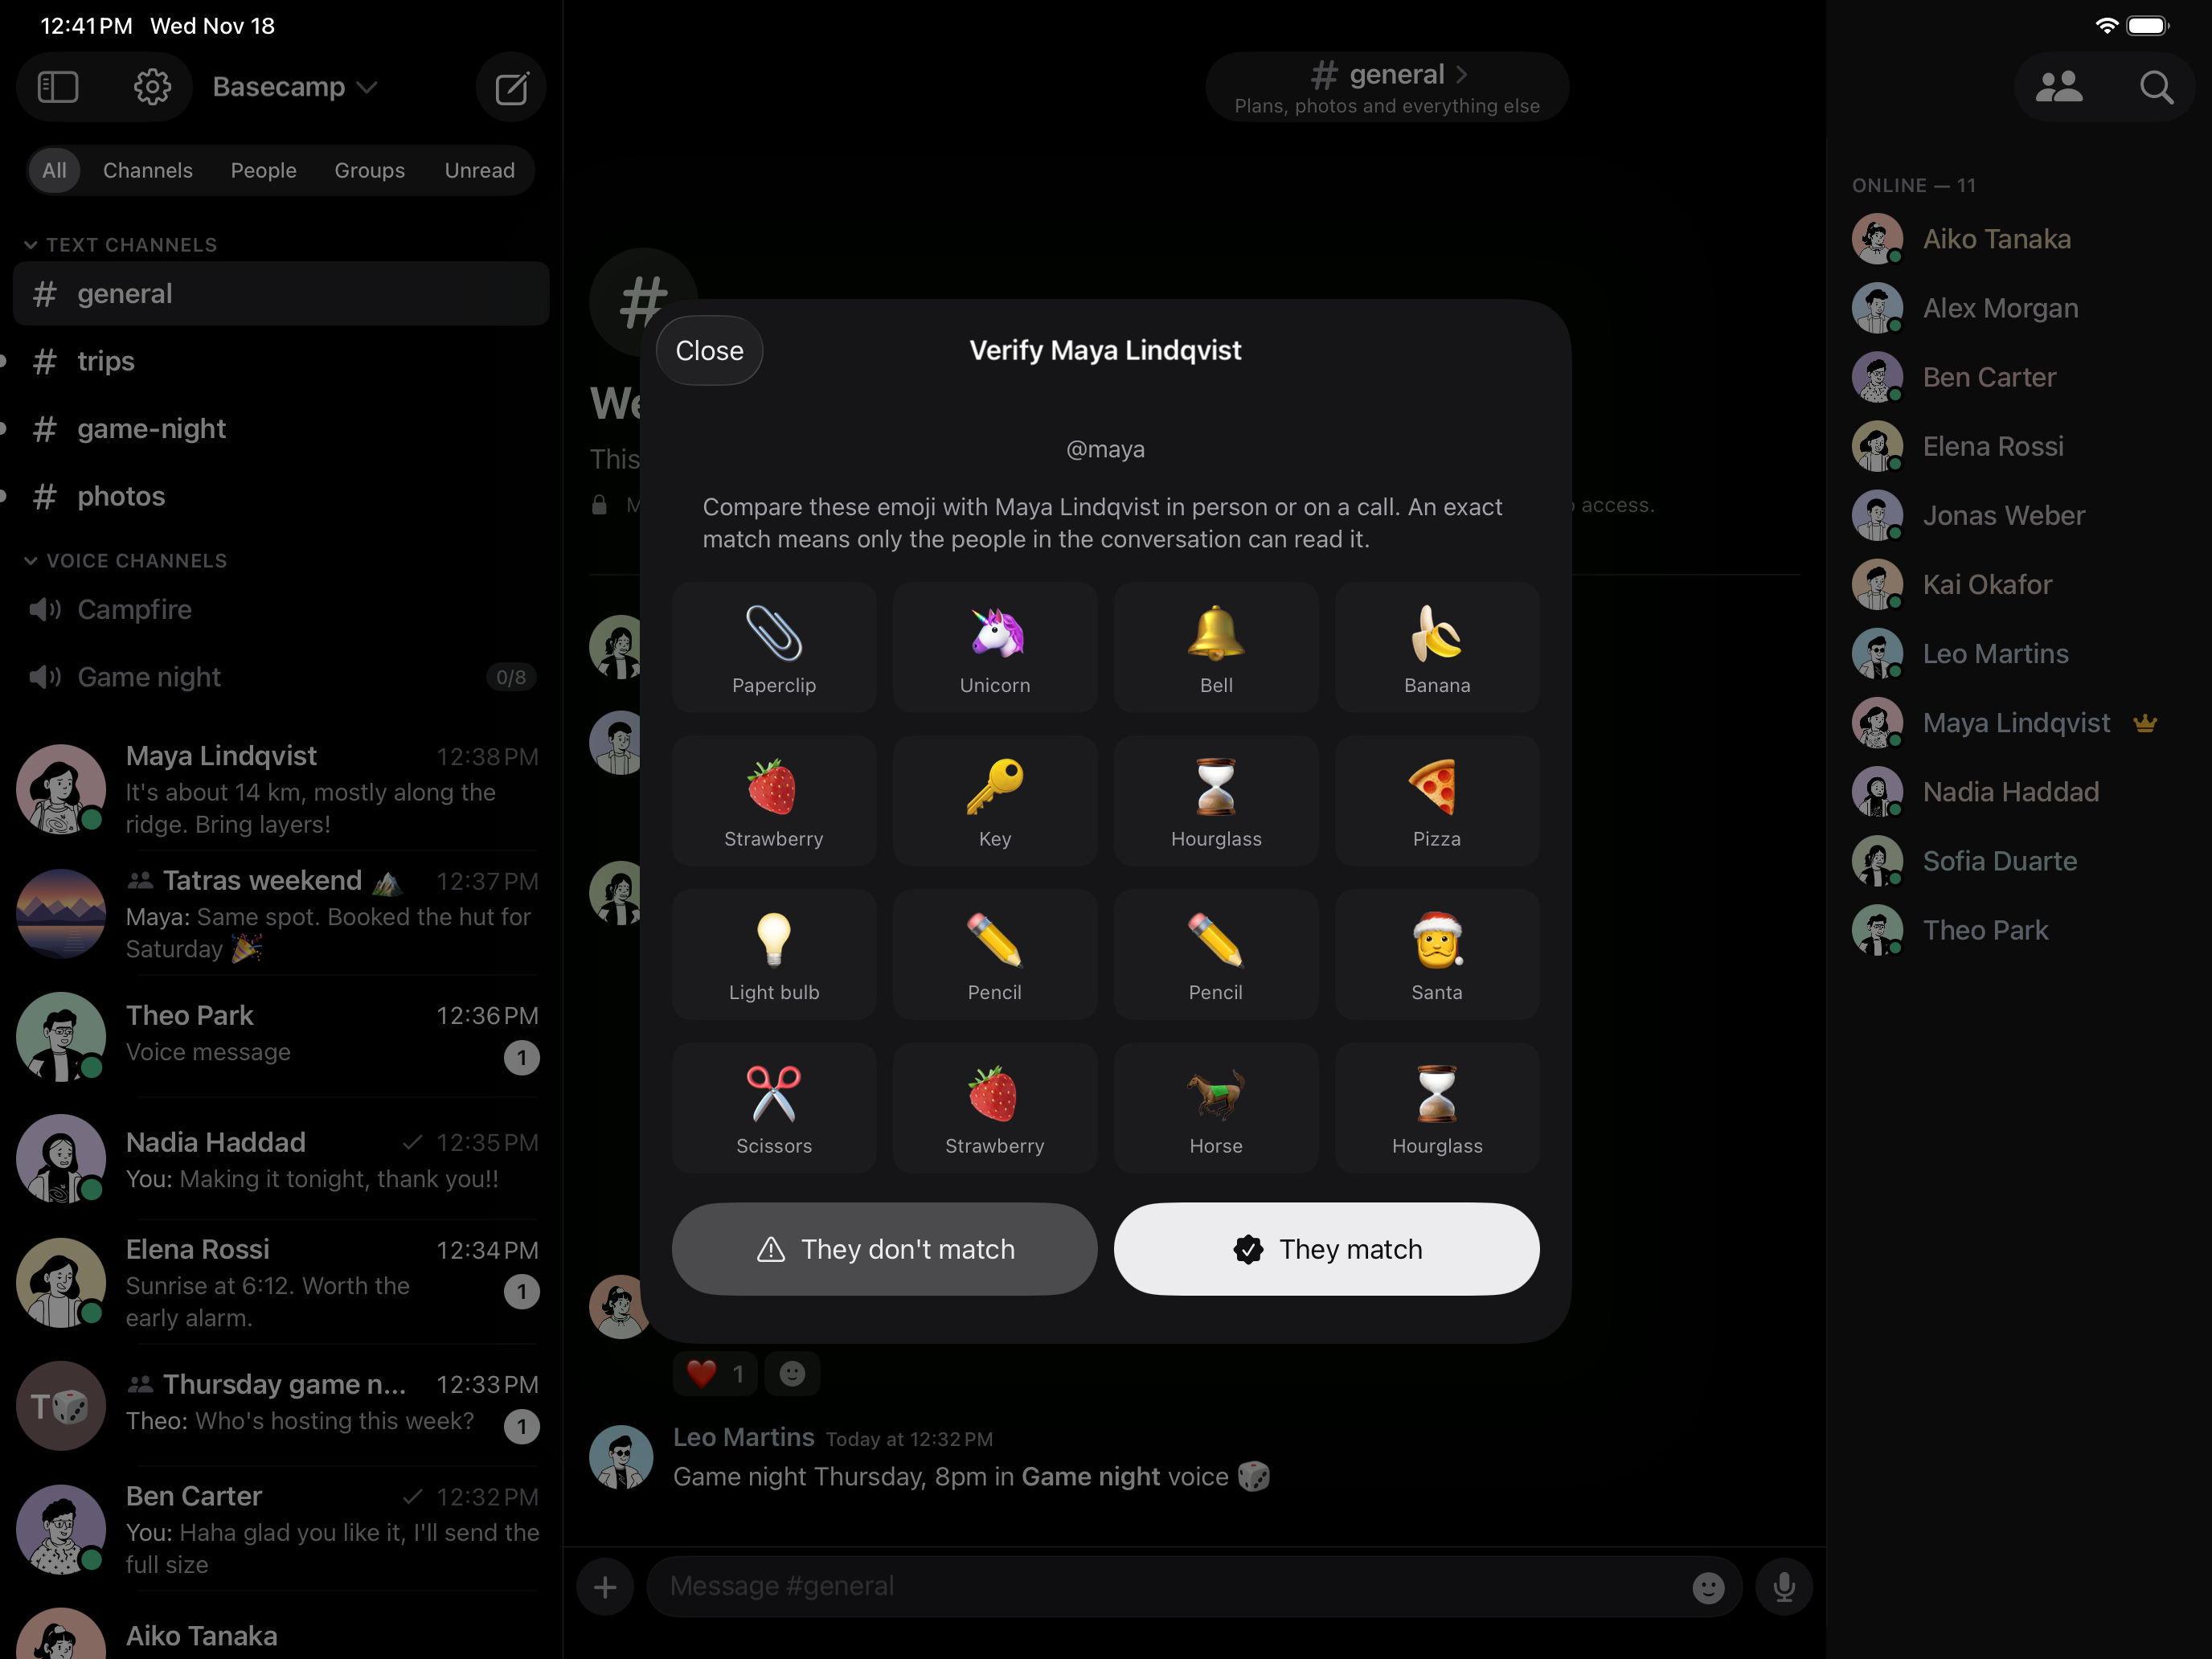 12:41 PM Wed Nov 18
Basecamp
All Channels People Groups Unread
TEXT CHANNELS
# general
# trips
# game-night
# photos
VOICE CHANNELS
Campfire
Game night 0/8
Maya Lindqvist 12:38 PM
It's about 14 km, mostly along the
ridge. Bring layers!
Tatras weekend 🏔️ 12:37 PM
Maya: Same spot. Booked the hut for
Saturday 🎉
Theo Park 12:36 PM
Voice message
1
Nadia Haddad 12:35 PM
You: Making it tonight, thank you!!
Elena Rossi 12:34 PM
Sunrise at 6:12. Worth the
early alarm.
1
T🎲
Thursday game n... 12:33 PM
Theo: Who's hosting this week?
1
Ben Carter 12:32 PM
You: Haha glad you like it, I'll send the
full size
Aiko Tanaka
# general
Plans, photos and everything else
#
We
This
M
access.
Close
Verify Maya Lindqvist
@maya
Compare these emoji with Maya Lindqvist in person or on a call. An exact
match means only the people in the conversation can read it.
Paperclip Unicorn Bell Banana
Strawberry Key Hourglass Pizza
Light bulb Pencil Pencil Santa
Scissors Strawberry Horse Hourglass
They don't match
They match
❤️ 1
Leo Martins Today at 12:32 PM
Game night Thursday, 8pm in Game night voice 🎲
Message #general
ONLINE — 11
Aiko Tanaka
Alex Morgan
Ben Carter
Elena Rossi
Jonas Weber
Kai Okafor
Leo Martins
Maya Lindqvist
Nadia Haddad
Sofia Duarte
Theo Park